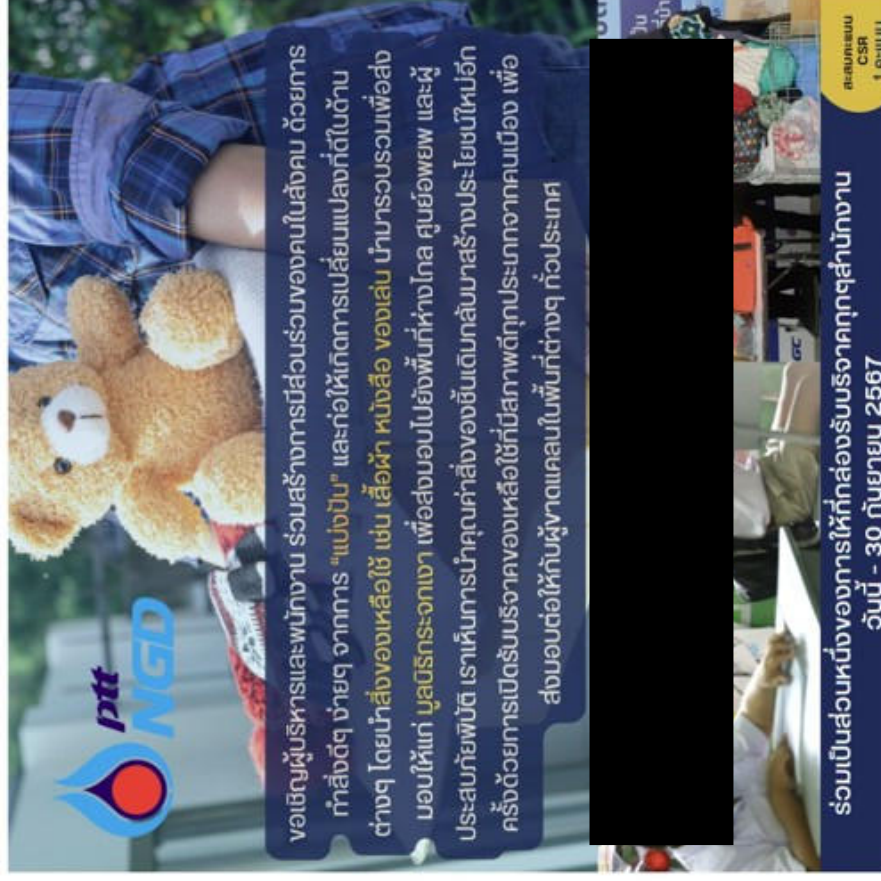 ptt
NGD
ขอเชิญผู้บริหารและพนักงาน ร่วมสร้างการมีส่วนร่วมของคนในสังคม ด้วยการ
ทำสิ่งดีๆ ง่ายๆ จากการ "แบ่งปัน" และก่อให้เกิดการเปลี่ยนแปลงที่ดีในด้าน
ต่างๆ โดยนำสิ่งของเหลือใช้ เช่น เสื้อผ้า หนังสือ ของเล่น นำมารวบรวมเพื่อส่ง
มอบให้แก่ มูลนิธิกระจกเงา เพื่อส่งมอบไปยังพื้นที่ห่างไกล ศูนย์อพยพ และผู้
ประสบภัยพิบัติ เราเห็นการนำคุณค่าสิ่งของชิ้นเดิมกลับมาสร้างประโยชน์ใหม่อีก
ครั้งด้วยการเปิดรับบริจาคของเหลือใช้ที่มีสภาพดีทุกประเภทจากคนเมือง เพื่อ
ส่งมอบต่อให้กับผู้ขาดแคลนในพื้นที่ต่างๆ ทั่วประเทศ
GC
สะสมคะแนน
CSR
1 คะแนน
ร่วมเป็นส่วนหนึ่งของการให้ที่กล่องรับบริจาคทุกๆสำนักงาน
วันนี้ - 30 กันยายน 2567